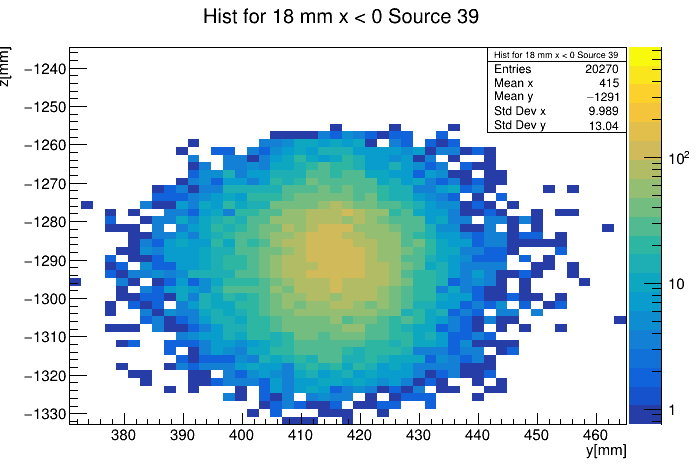 Hist for 18 mm x < 0 Source 39
z[mm]
Hist for 18 mm x < 0 Source 39
Entries 20270
Mean x 415
Mean y −1291
Std Dev x 9.989
Std Dev y 13.04
−1240
−1250
−1260
−1270
−1280
−1290
−1300
−1310
−1320
−1330
10²
10
1
380 390 400 410 420 430 440 450 460
y[mm]